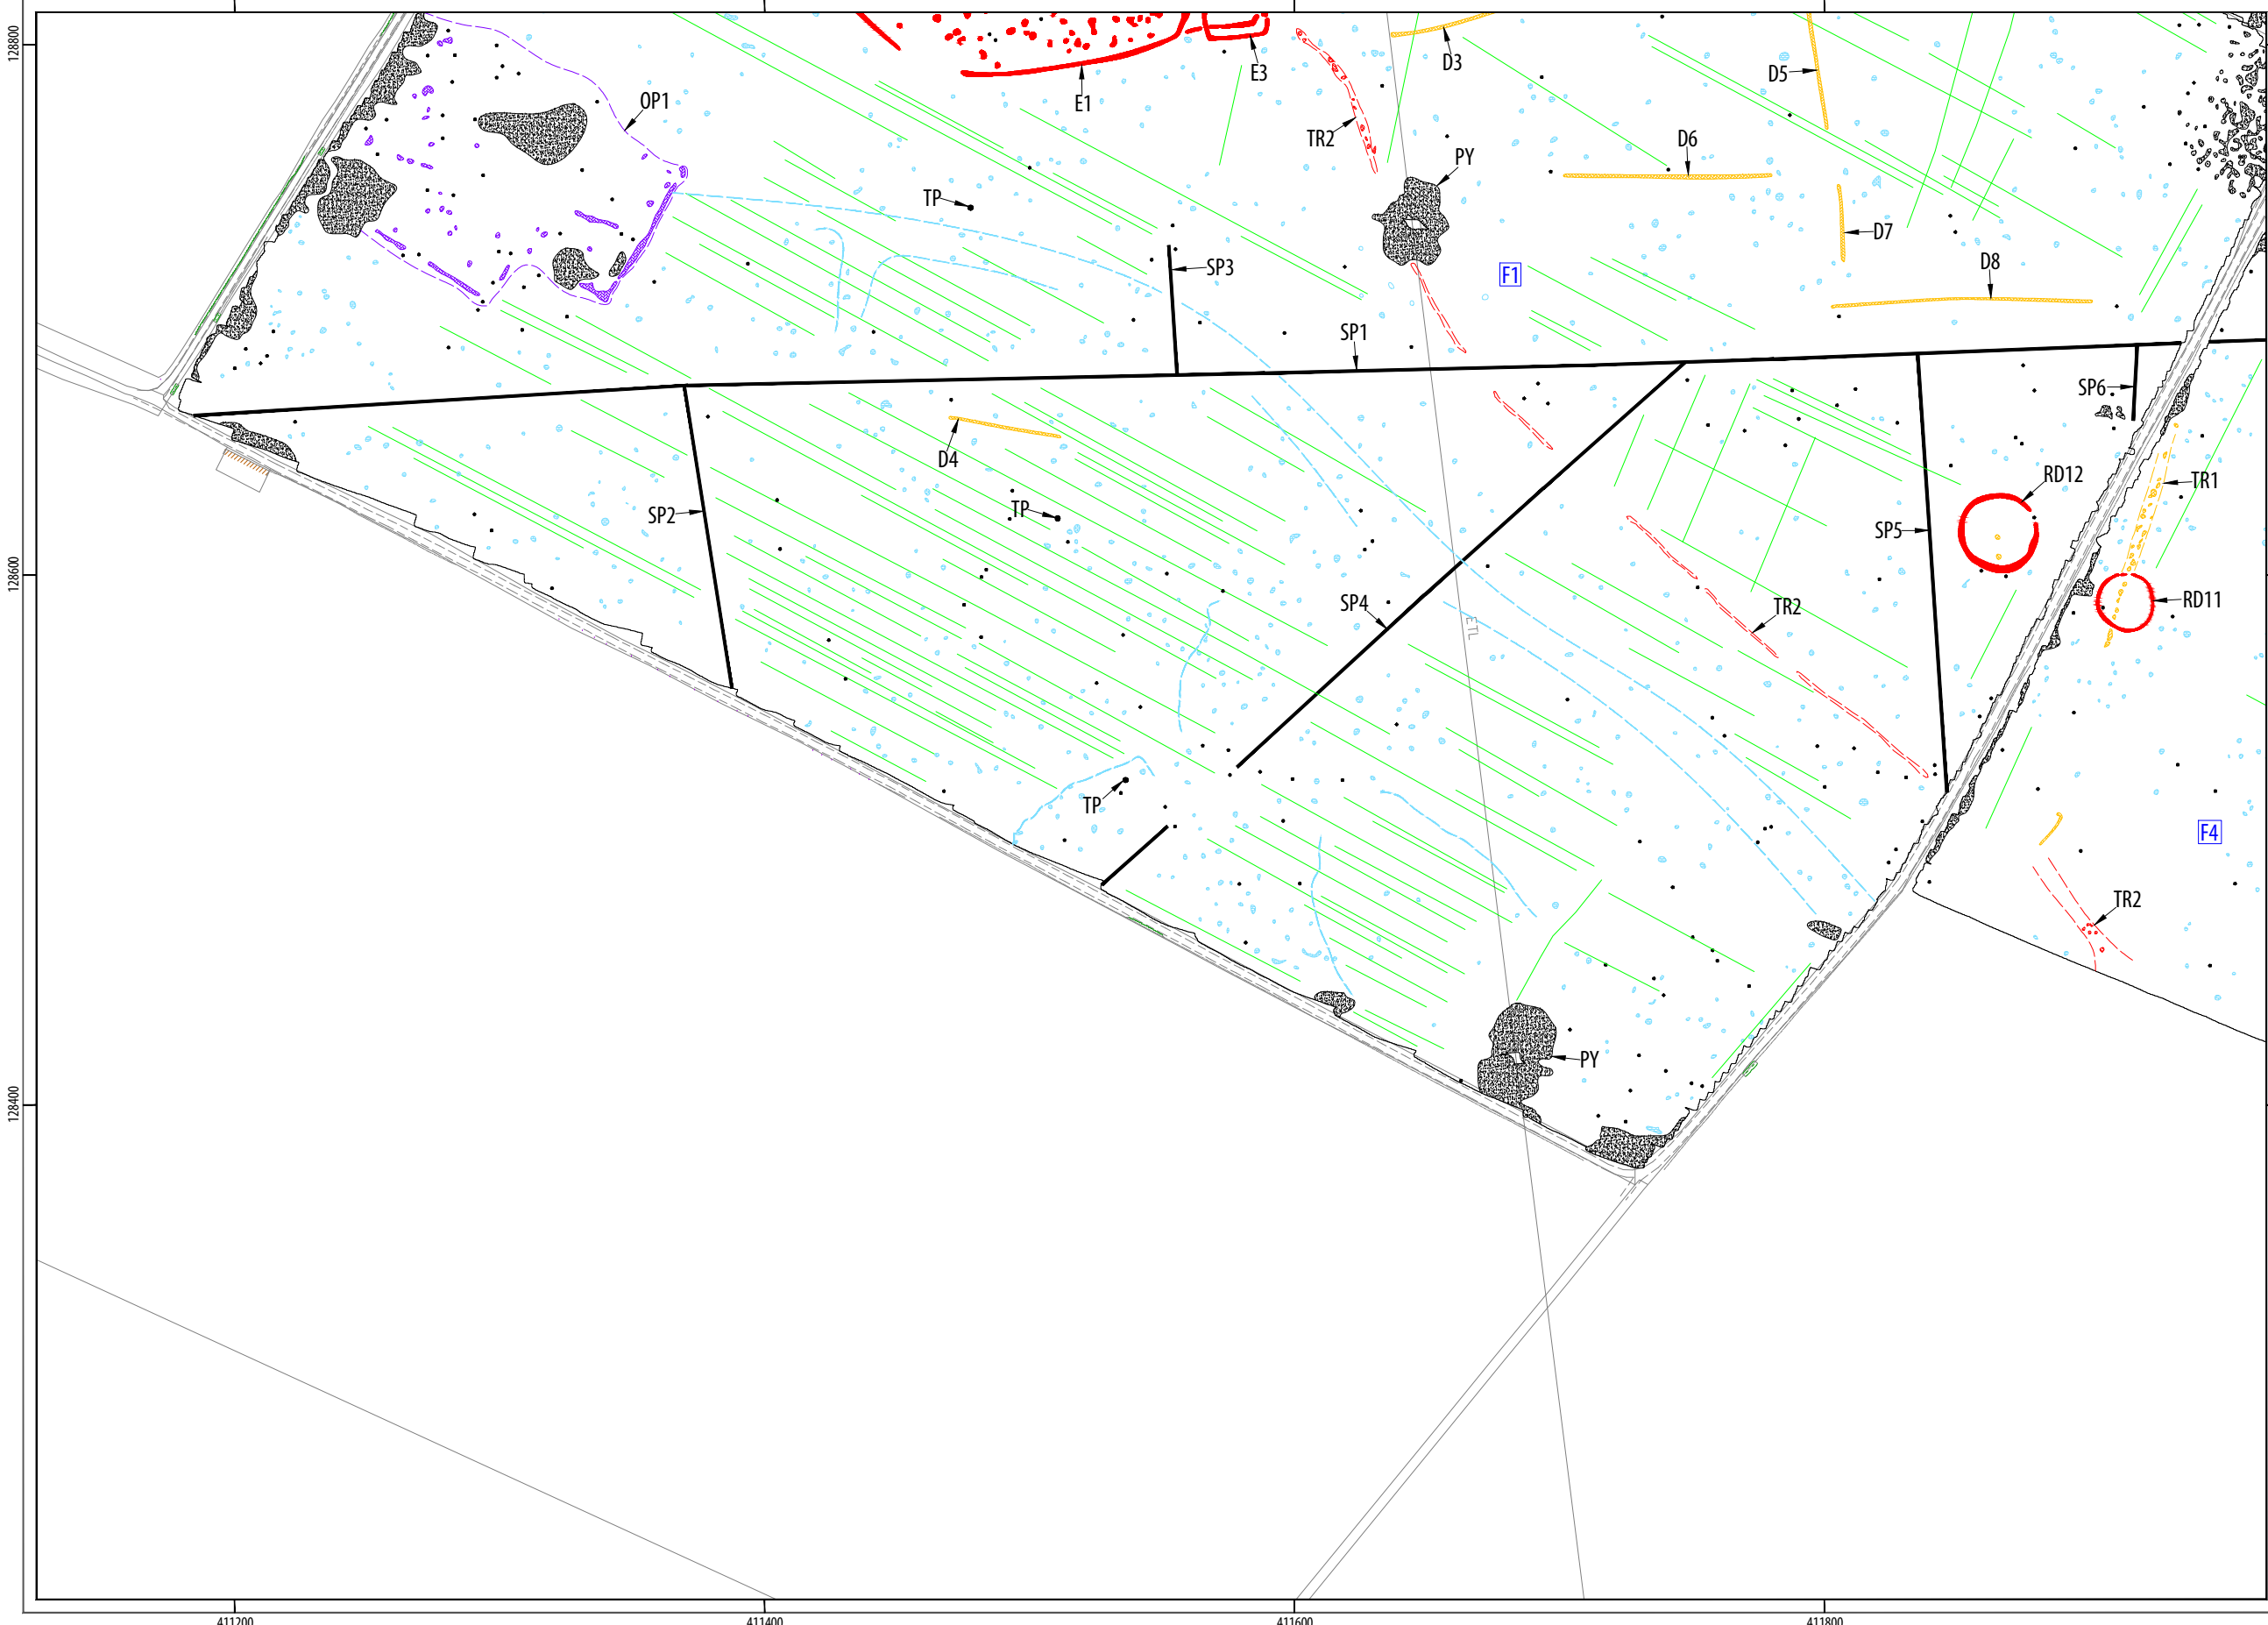 128800
OP1
E1
E3
TR2
D3
PY
D5
D6
TP
D7
SP3
F1
D8
SP1
SP6
D4
SP2
TP
RD12
TR1
SP5
SP4
TR2
RD11
ETL
128600
TP
F4
TR2
PY
128400
411200
411400
411600
411800